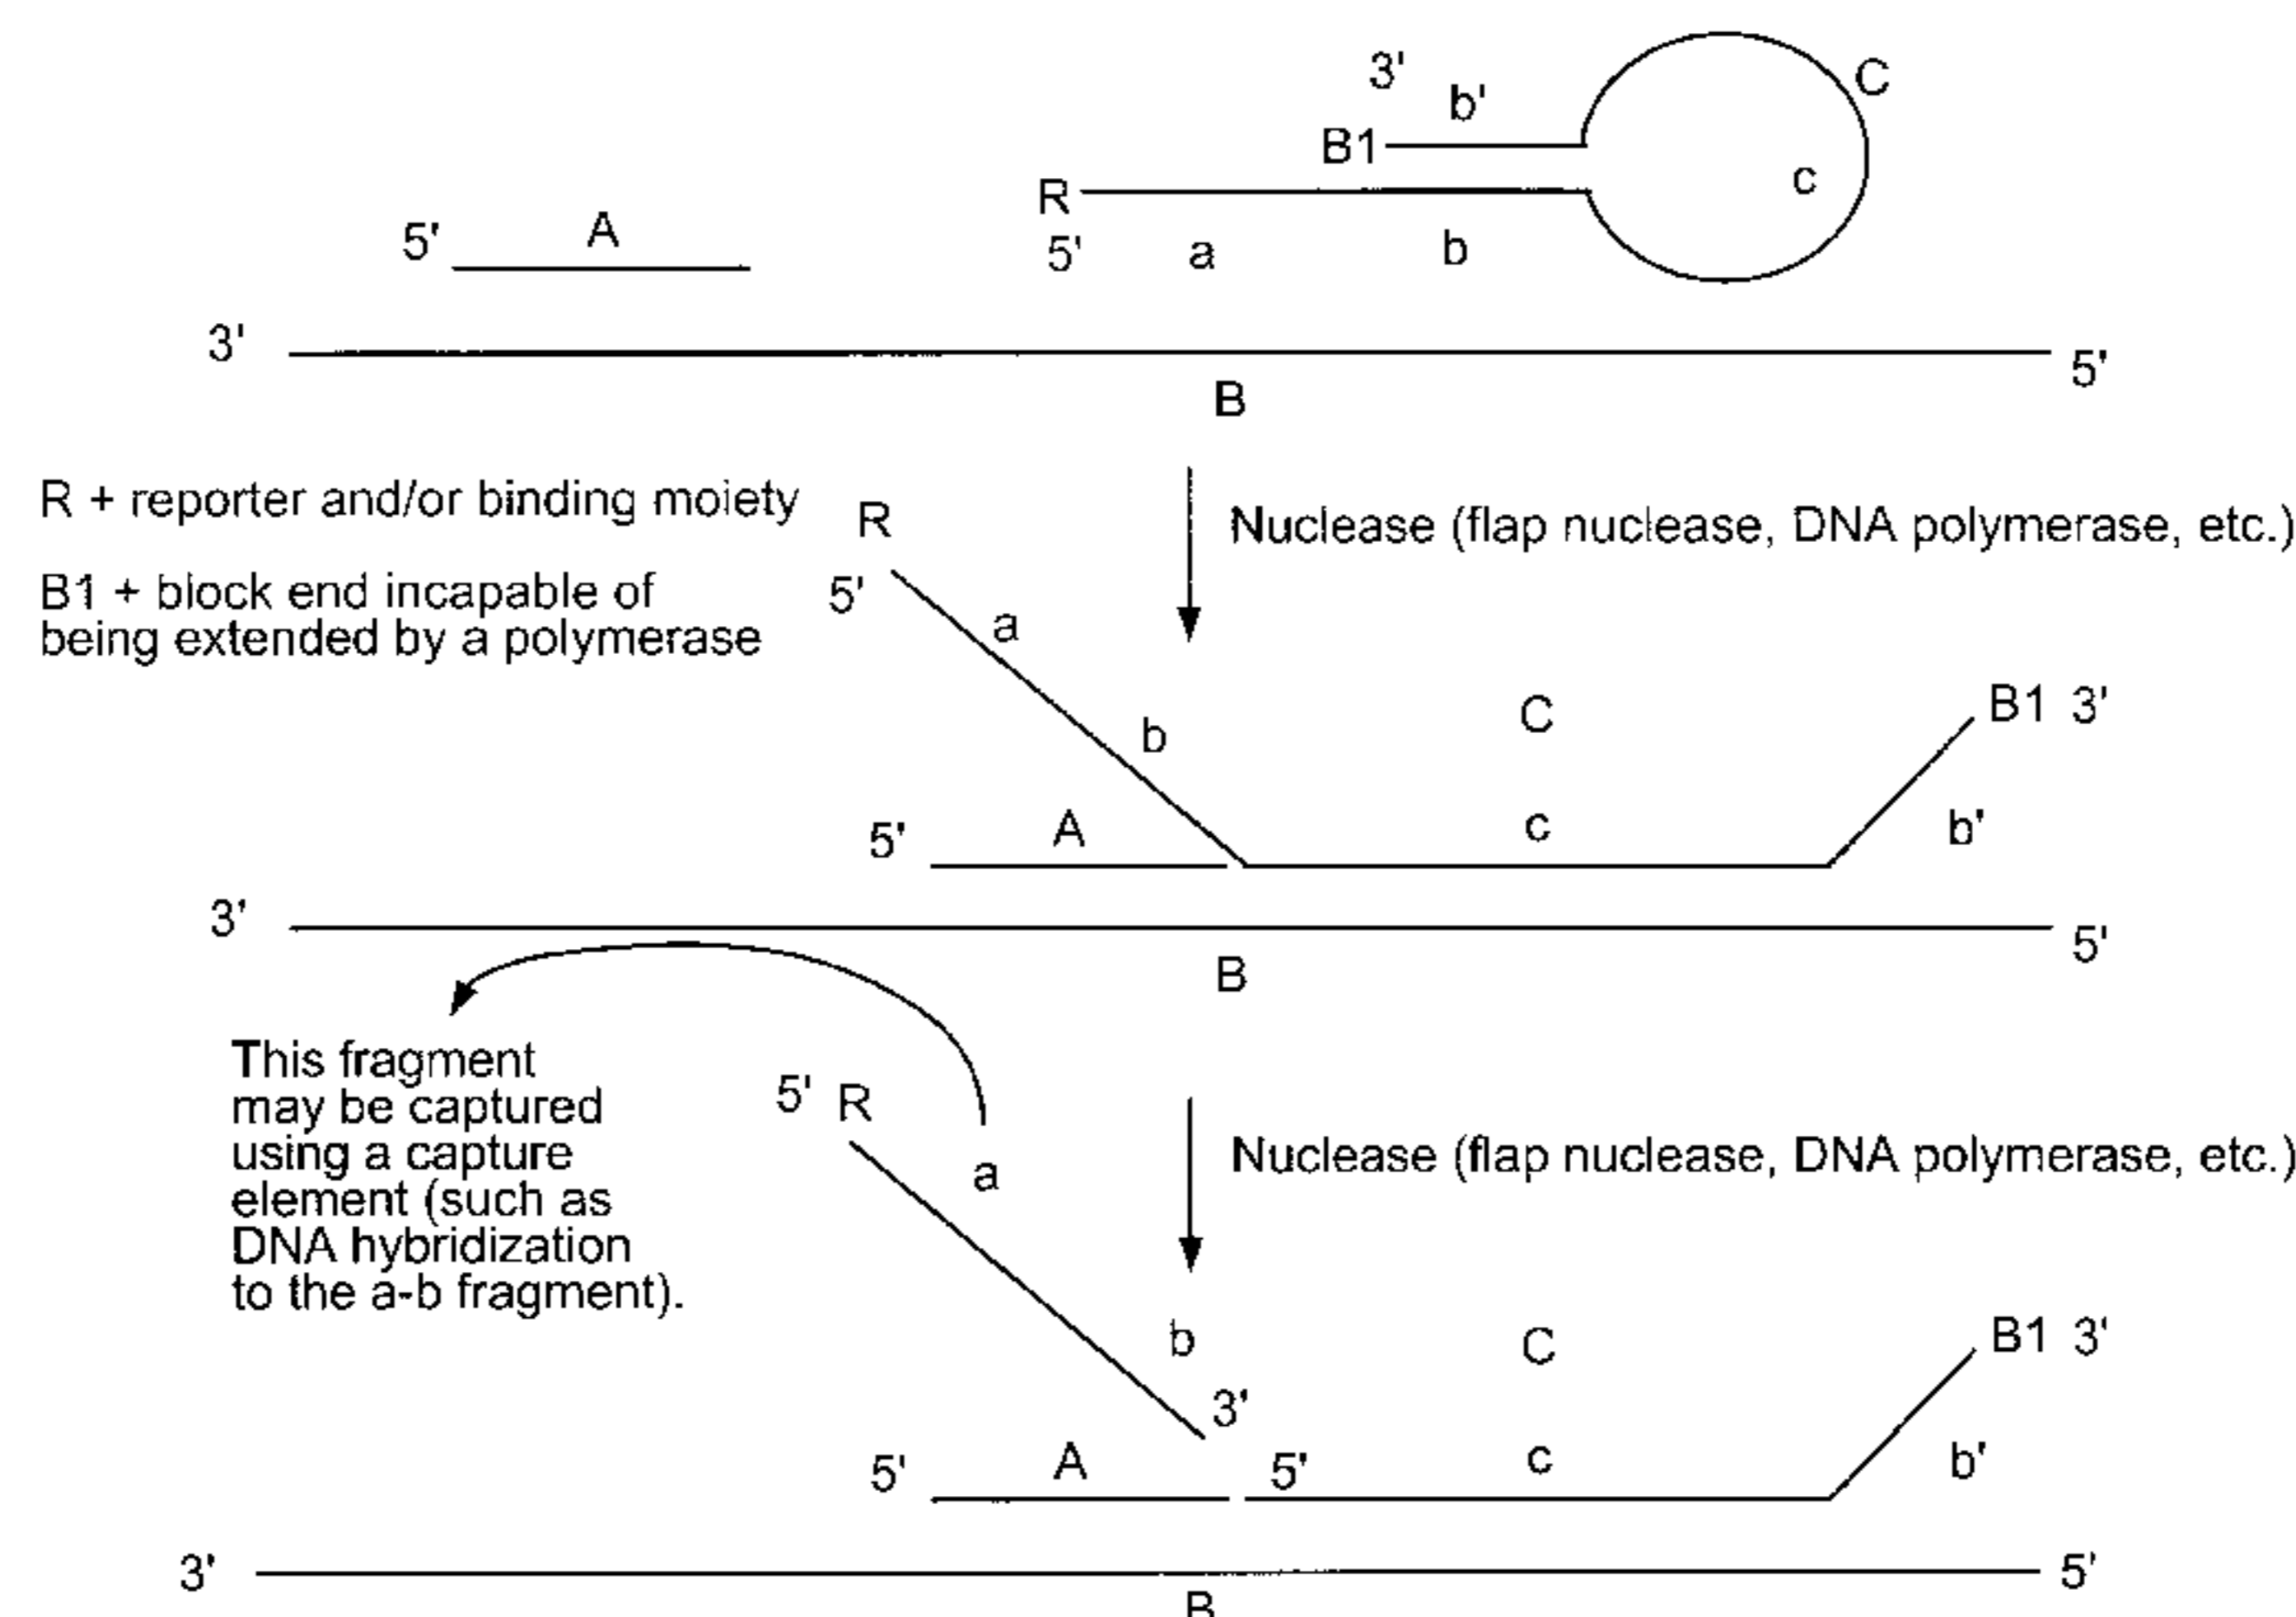 3'
b'
C
B1
c
R
A
5'
5'
a
b
3'
5'
B
R + reporter and/or binding moiety
R
Nuclease (flap nuclease, DNA polymerase, etc.)
B1 + block end incapable of
being extended by a polymerase
5'
a
b
C
B1 3'
5'
A
c
b'
3'
5'
B
This fragment
may be captured
using a capture
element (such as
DNA hybridization
to the a-b fragment).
5' R
a
Nuclease (flap nuclease, DNA polymerase, etc.)
b
C
B1 3'
3'
5'
A
5'
c
b'
3'
5'
B